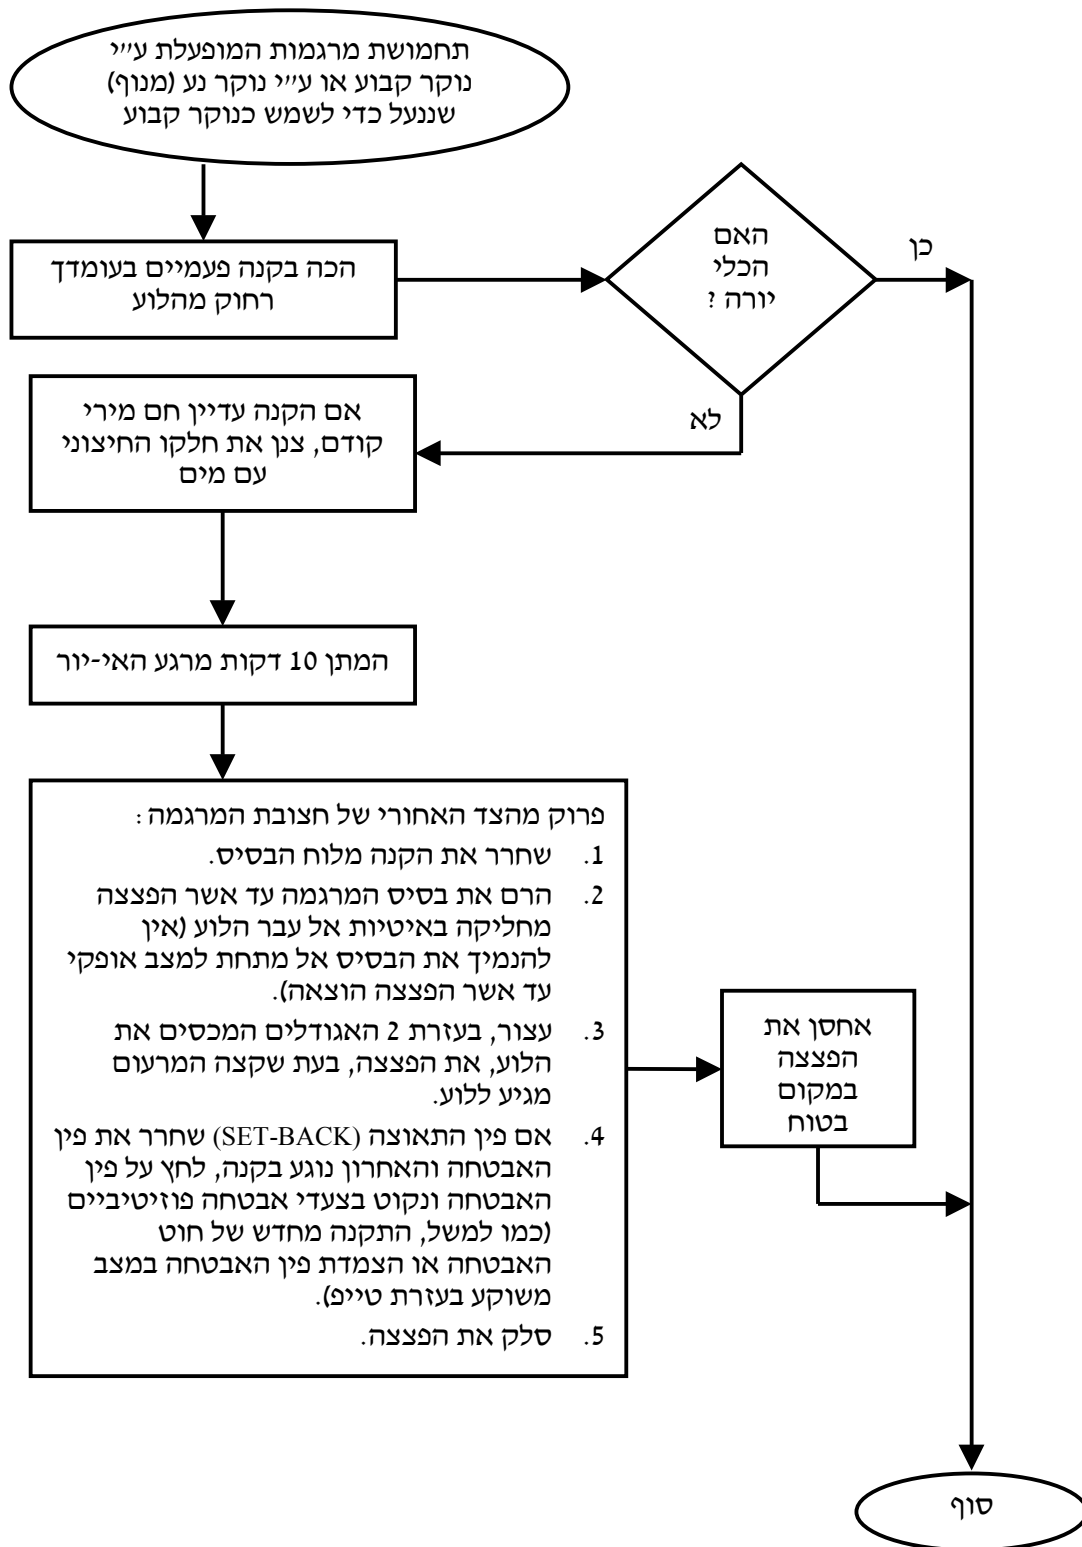 תחמושת מרגמות המופעלת ע״י
נוקר קבוע או ע״י נוקר נע (מנוף)
שננעל כדי לשמש כנוקר קבוע
הכה בקנה פעמיים בעומדך
רחוק מהלוע
האם
הכלי
יורה ?
כן
לא
אם הקנה עדיין חם מירי
קודם, צנן את חלקו החיצוני
עם מים
המתן 10 דקות מרגע האי-יור
פרוק מהצד האחורי של חצובת המרגמה :
1. שחרר את הקנה מלוח הבסיס.
2. הרם את בסיס המרגמה עד אשר הפצצה
מחליקה באיטיות אל עבר הלוע (אין
להנמיך את הבסיס אל מתחת למצב אופקי
עד אשר הפצצה הוצאה).
3. עצור, בעזרת 2 האגודלים המכסים את
הלוע, את הפצצה, בעת שקצה המרעום
מגיע ללוע.
4. אם פין התאוצה (SET-BACK) שחרר את פין
האבטחה והאחרון נוגע בקנה, לחץ על פין
האבטחה ונקוט בצעדי אבטחה פוזיטיביים
(כמו למשל, התקנה מחדש של חוט
האבטחה או הצמדת פין האבטחה במצב
משוקע בעזרת טייפ).
5. סלק את הפצצה.
אחסן את
הפצצה
במקום
בטוח
סוף